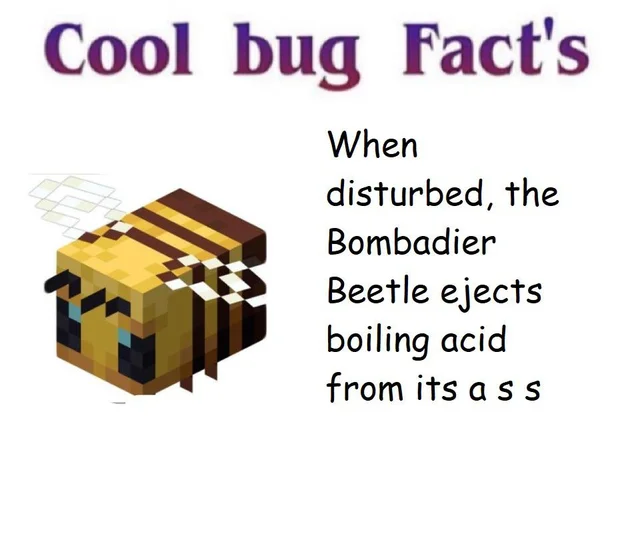 Cool bug Fact's
When
disturbed, the
Bombadier
Beetle ejects
boiling acid
from its a s s